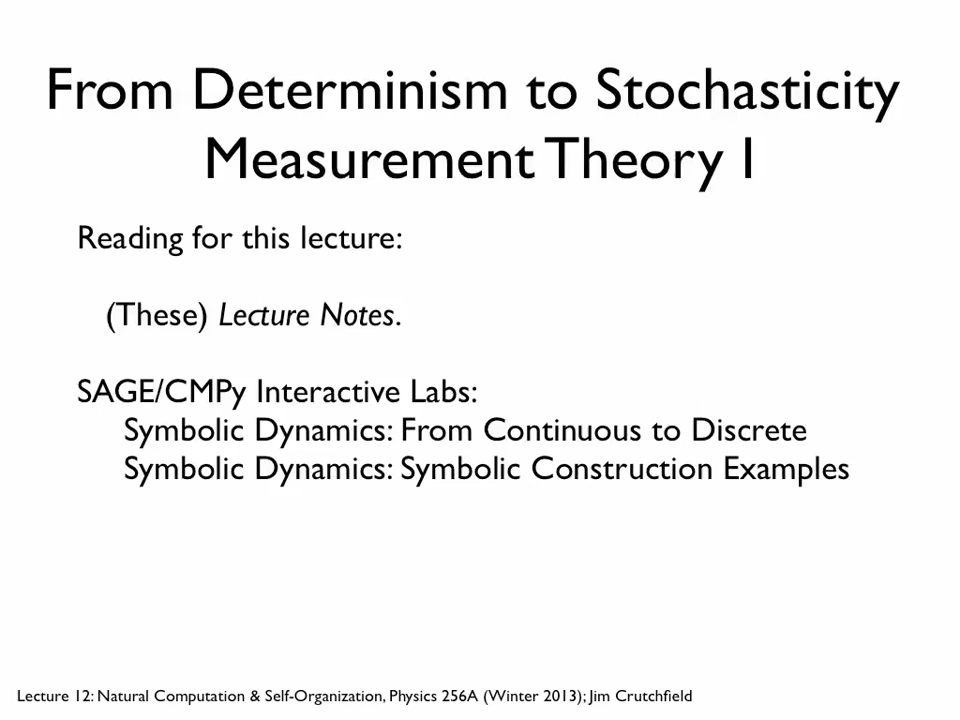 From Determinism to Stochasticity
Measurement Theory I
Reading for this lecture:
(These) Lecture Notes.
SAGE/CMPy Interactive Labs:
Symbolic Dynamics: From Continuous to Discrete
Symbolic Dynamics: Symbolic Construction Examples
Lecture 12: Natural Computation & Self-Organization, Physics 256A (Winter 2013); Jim Crutchfield